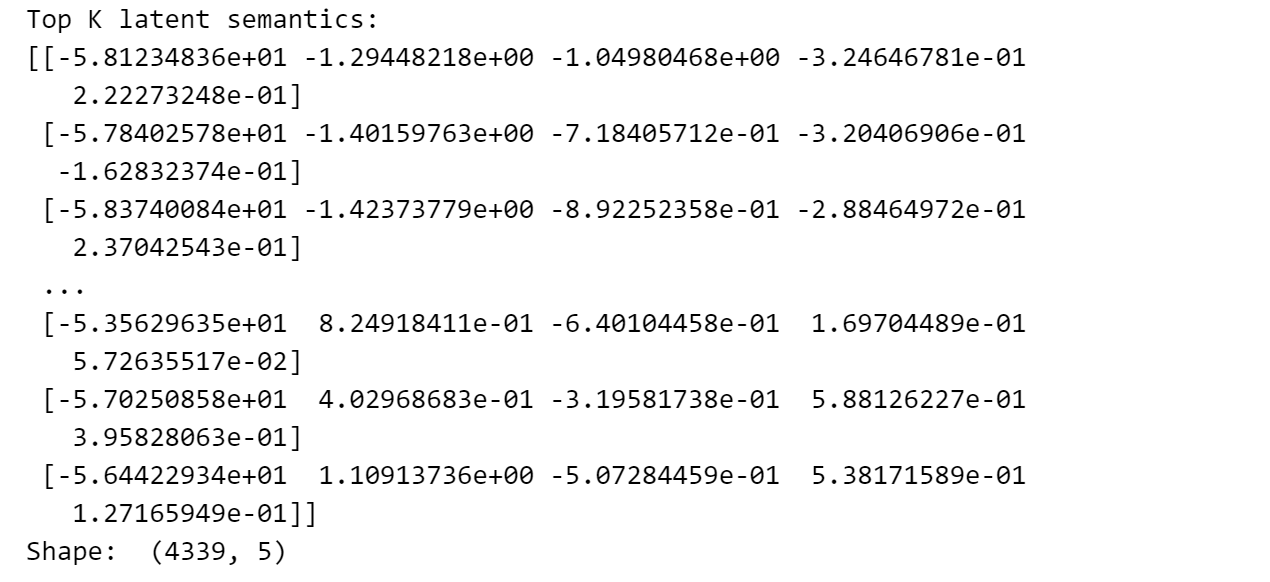 Top K latent semantics:
[[-5.81234836e+01 -1.29448218e+00 -1.04980468e+00 -3.24646781e-01
   2.22273248e-01]
 [-5.78402578e+01 -1.40159763e+00 -7.18405712e-01 -3.20406906e-01
  -1.62832374e-01]
 [-5.83740084e+01 -1.42373779e+00 -8.92252358e-01 -2.88464972e-01
   2.37042543e-01]
 ...
 [-5.35629635e+01  8.24918411e-01 -6.40104458e-01  1.69704489e-01
   5.72635517e-02]
 [-5.70250858e+01  4.02968683e-01 -3.19581738e-01  5.88126227e-01
   3.95828063e-01]
 [-5.64422934e+01  1.10913736e+00 -5.07284459e-01  5.38171589e-01
   1.27165949e-01]]
Shape:  (4339, 5)